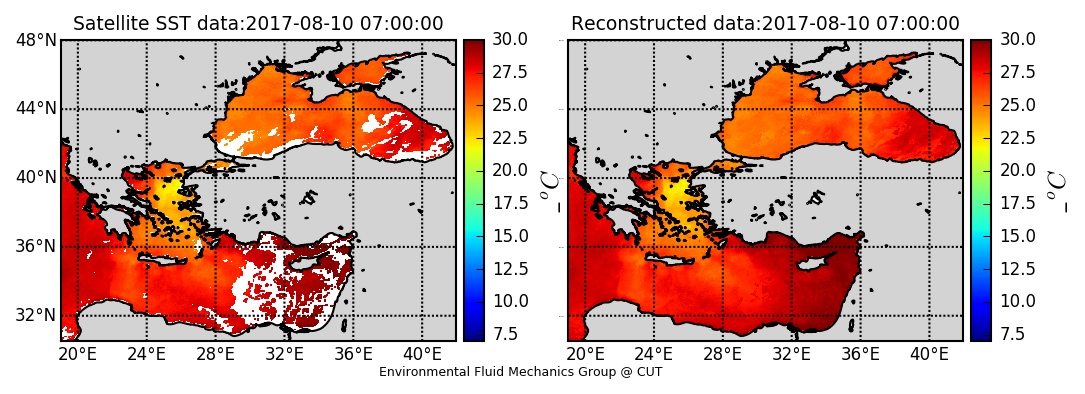 Satellite SST data:2017-08-10 07:00:00
Reconstructed data:2017-08-10 07:00:00
48°N
44°N
40°N
36°N
32°N
20°E 24°E 28°E 32°E 36°E 40°E
30.0
27.5
25.0
22.5
20.0
17.5
15.0
12.5
10.0
7.5
_ °C
20°E 24°E 28°E 32°E 36°E 40°E
30.0
27.5
25.0
22.5
20.0
17.5
15.0
12.5
10.0
7.5
_ °C
Environmental Fluid Mechanics Group @ CUT